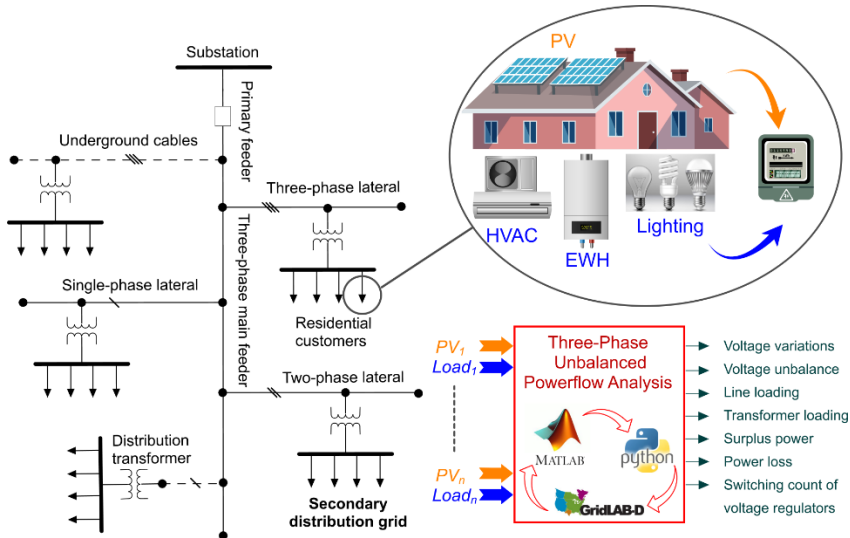 Substation
Primary feeder
Underground cables
Three-phase lateral
Three-phase main feeder
Single-phase lateral
Residential
customers
Two-phase lateral
Distribution
transformer
Secondary
distribution grid
PV
HVAC
EWH
Lighting
PV1
Load1
PVn
Loadn
Three-Phase
Unbalanced
Powerflow Analysis
MATLAB
python
GridLAB-D
Voltage variations
Voltage unbalance
Line loading
Transformer loading
Surplus power
Power loss
Switching count of
voltage regulators